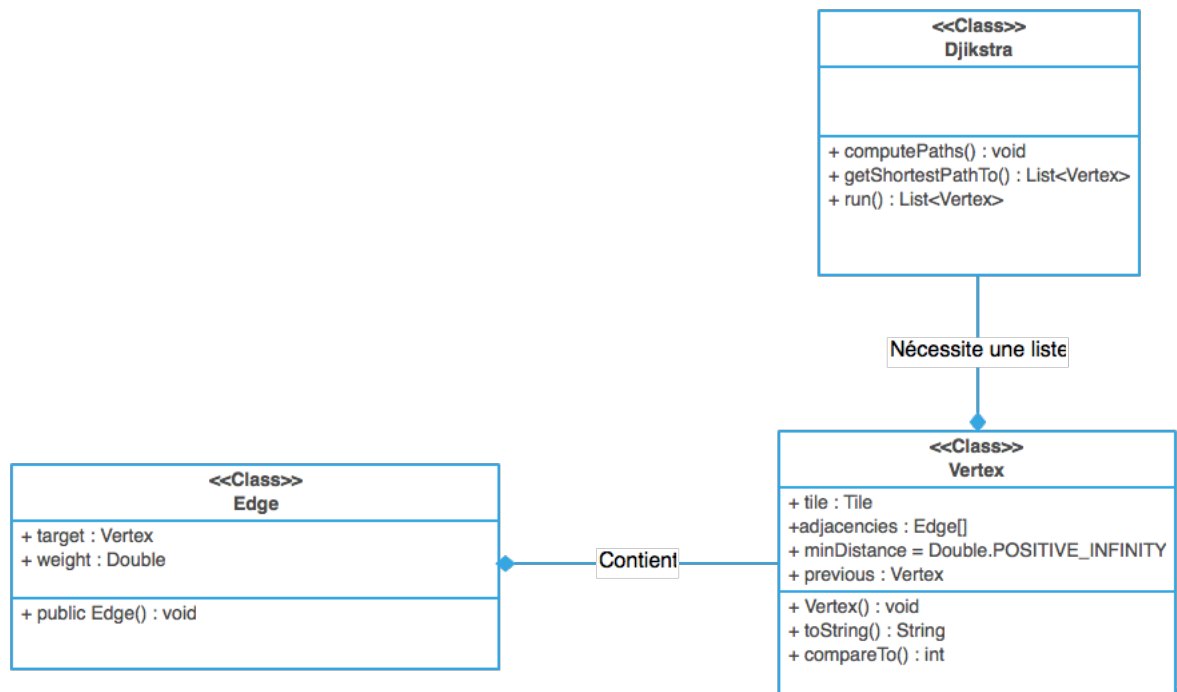 <<Class>>
Djikstra
+ computePaths() : void
+ getShortestPathTo() : List<Vertex>
+ run() : List<Vertex>
Nécessite une liste
<<Class>>
Vertex
+ tile : Tile
+adjacencies : Edge[]
+ minDistance = Double.POSITIVE_INFINITY
+ previous : Vertex
+ Vertex() : void
+ toString() : String
+ compareTo() : int
<<Class>>
Edge
+ target : Vertex
+ weight : Double
+ public Edge() : void
Contient